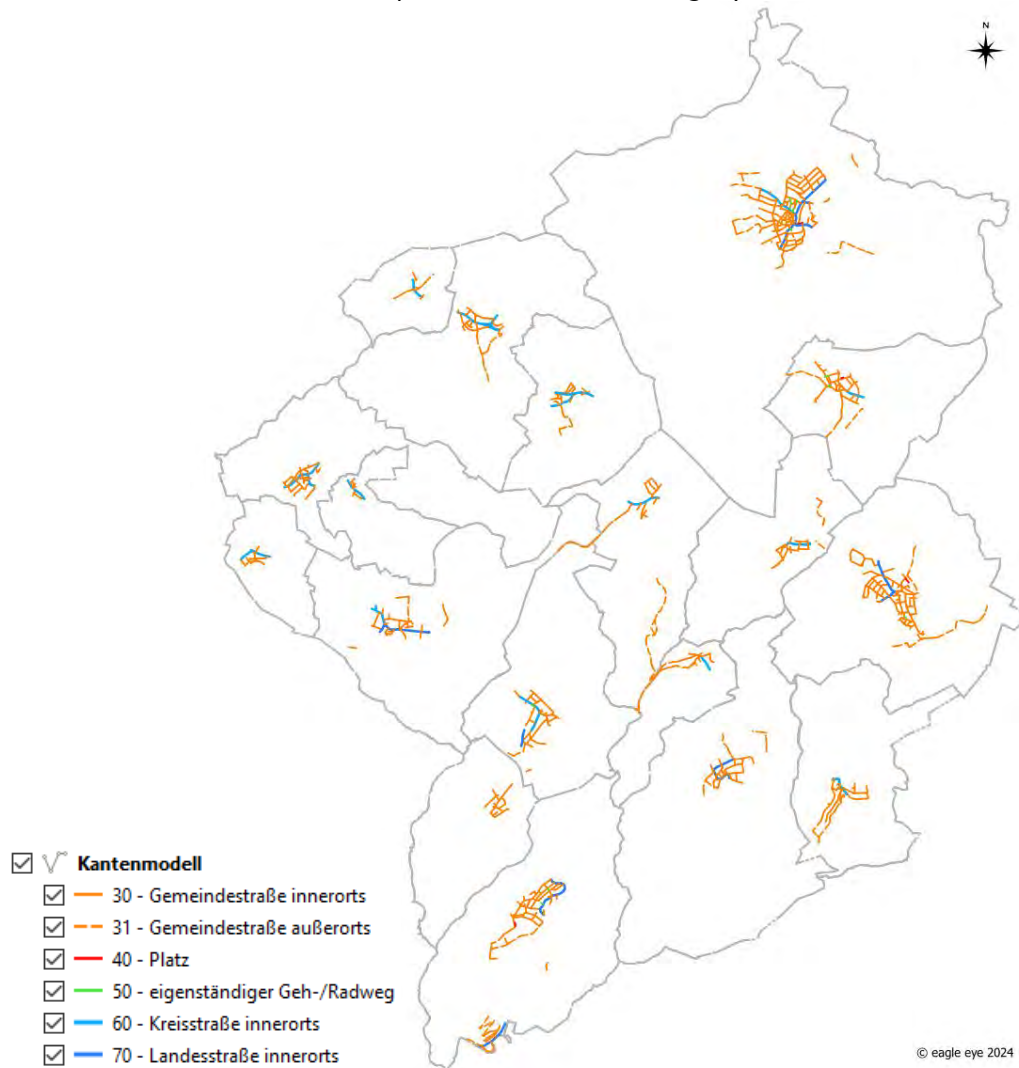 N
Kantenmodell
30 - Gemeindestraße innerorts
31 - Gemeindestraße außerorts
40 - Platz
50 - eigenständiger Geh-/Radweg
60 - Kreisstraße innerorts
70 - Landesstraße innerorts
© eagle eye 2024